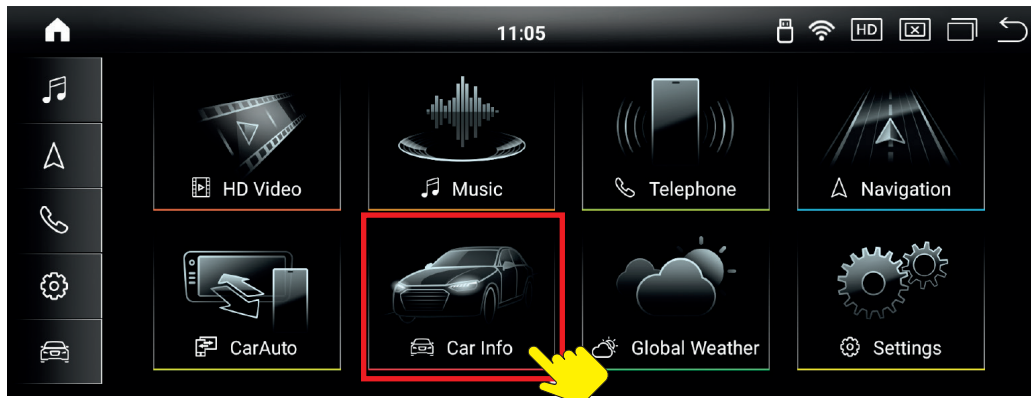 11:05
HD
HD Video
Music
Telephone
Navigation
CarAuto
Car Info
Global Weather
Settings